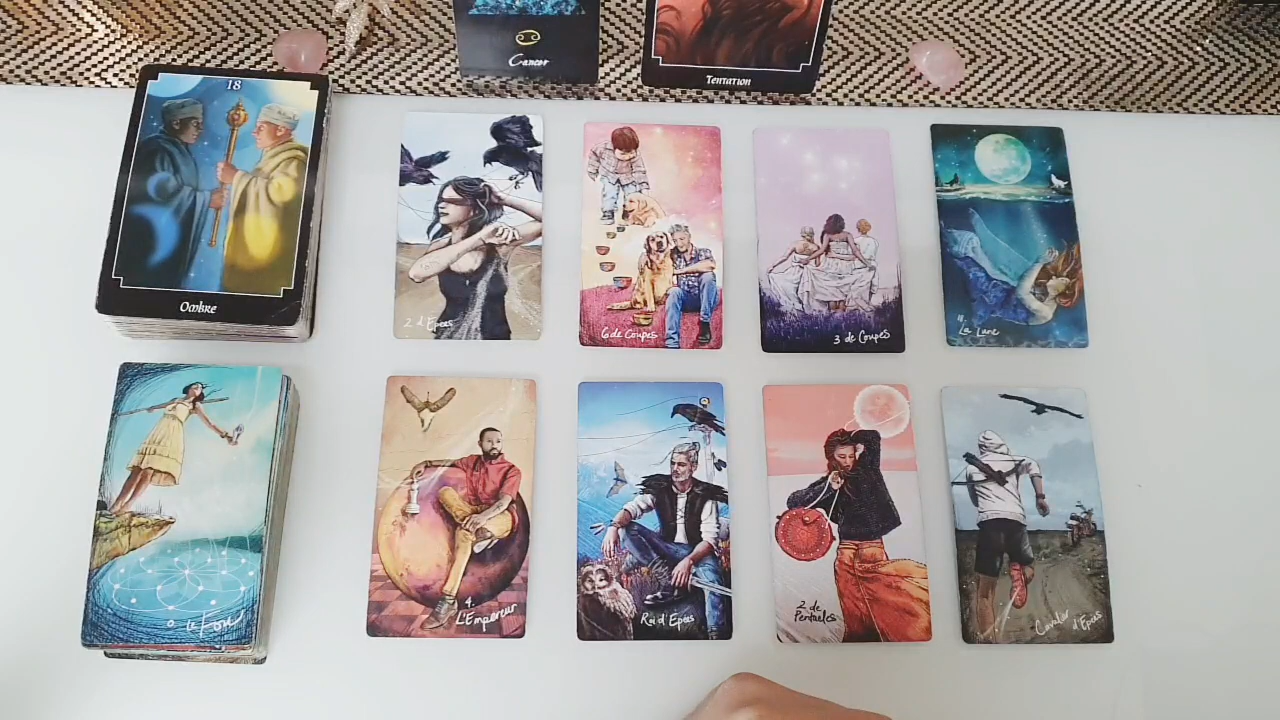 Cancer
Tentation
18
Ombre
2 d'Epées
6 de Coupes
3 de Coupes
18.
La Lune
0 Le Fou
4.
L'Empereur
Roi d'Epées
2 de
Pentacles
Cavalier
d'Epées